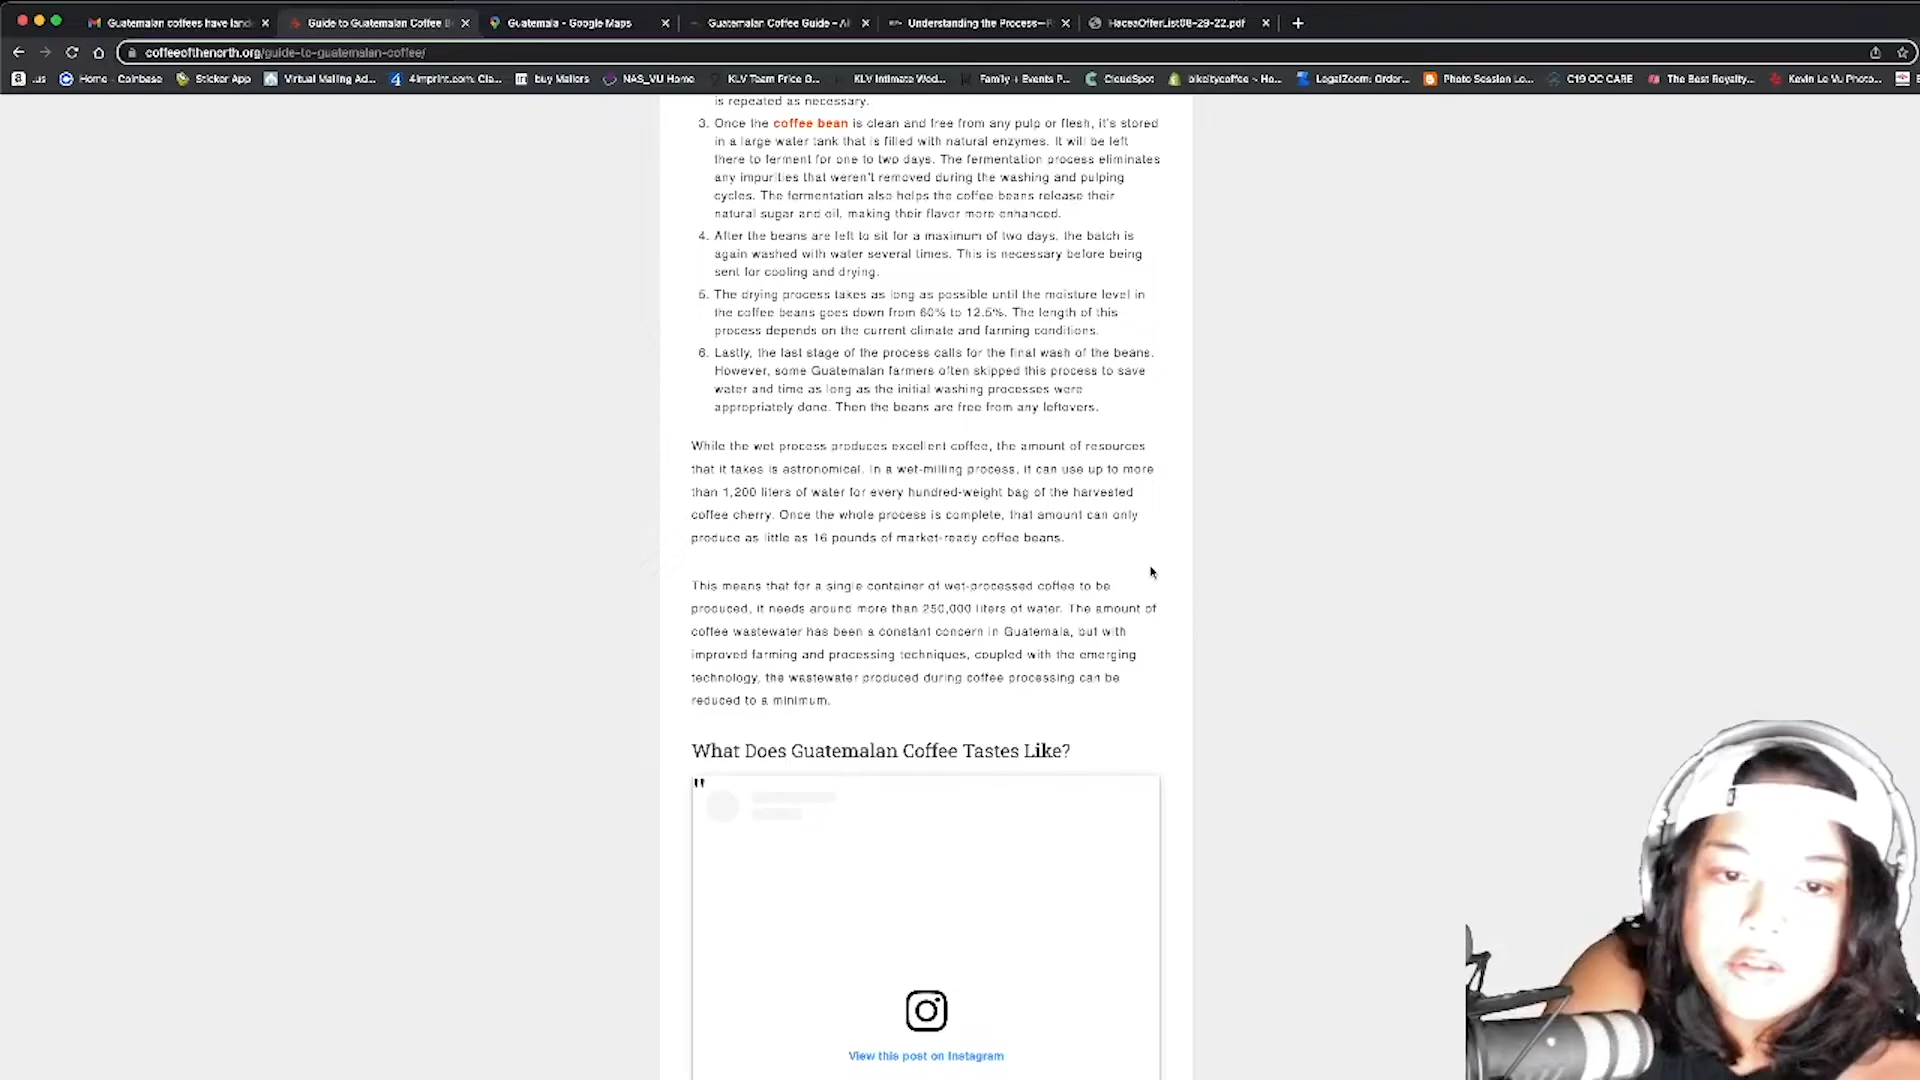 Guatemalan coffees have land
Guide to Guatemalan Coffee B
Guatemala - Google Maps
Guatemalan Coffee Guide – Al
Understanding the Process—
HaceaOfferList08-29-22.pdf
coffeeofthenorth.org/guide-to-guatemalan-coffee/
.us
Home - Coinbase
Sticker App
Virtual Mailing Ad...
4imprint.com: Cla...
buy Mailers
NAS_VU Home
KLV Team Price G...
KLV Intimate Wed...
Family + Events P...
CloudSpot
bikeitycoffee ~ Ho...
LegalZoom: Order...
Photo Session Lo...
C19 OC CARE
The Best Royalty...
Kevin Le Vu Photo...
is repeated as necessary.
3. Once the coffee bean is clean and free from any pulp or flesh, it's stored
in a large water tank that is filled with natural enzymes. It will be left
there to ferment for one to two days. The fermentation process eliminates
any impurities that weren't removed during the washing and pulping
cycles. The fermentation also helps the coffee beans release their
natural sugar and oil, making their flavor more enhanced.
4. After the beans are left to sit for a maximum of two days, the batch is
again washed with water several times. This is necessary before being
sent for cooling and drying.
5. The drying process takes as long as possible until the moisture level in
the coffee beans goes down from 60% to 12.5%. The length of this
process depends on the current climate and farming conditions.
6. Lastly, the last stage of the process calls for the final wash of the beans.
However, some Guatemalan farmers often skipped this process to save
water and time as long as the initial washing processes were
appropriately done. Then the beans are free from any leftovers.
While the wet process produces excellent coffee, the amount of resources
that it takes is astronomical. In a wet-milling process, it can use up to more
than 1,200 liters of water for every hundred-weight bag of the harvested
coffee cherry. Once the whole process is complete, that amount can only
produce as little as 16 pounds of market-ready coffee beans.
This means that for a single container of wet-processed coffee to be
produced, it needs around more than 250,000 liters of water. The amount of
coffee wastewater has been a constant concern in Guatemala, but with
improved farming and processing techniques, coupled with the emerging
technology, the wastewater produced during coffee processing can be
reduced to a minimum.
What Does Guatemalan Coffee Tastes Like?
"
View this post on Instagram